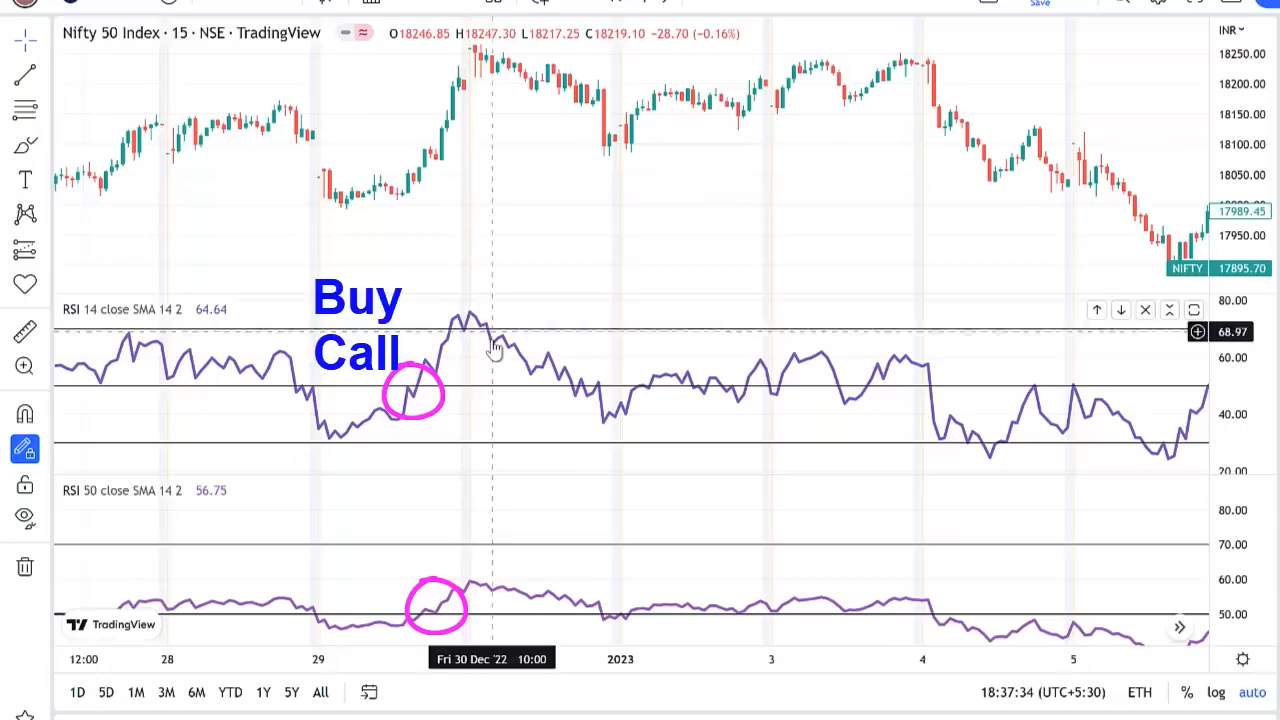 Save
Nifty 50 Index · 15 · NSE · TradingView
O18246.85 H18247.30 L18217.25 C18219.10 −28.70 (−0.16%)
INR
18250.00
18200.00
18150.00
18100.00
18050.00
17989.45
17950.00
NIFTY 17895.70
Buy
Call
RSI 14 close SMA 14 2 64.64
80.00
68.97
60.00
40.00
20.00
RSI 50 close SMA 14 2 56.75
80.00
70.00
60.00
50.00
TradingView
12:00 28 29 Fri 30 Dec '22 10:00 2023 3 4 5
1D 5D 1M 3M 6M YTD 1Y 5Y All
18:37:34 (UTC+5:30) ETH % log auto